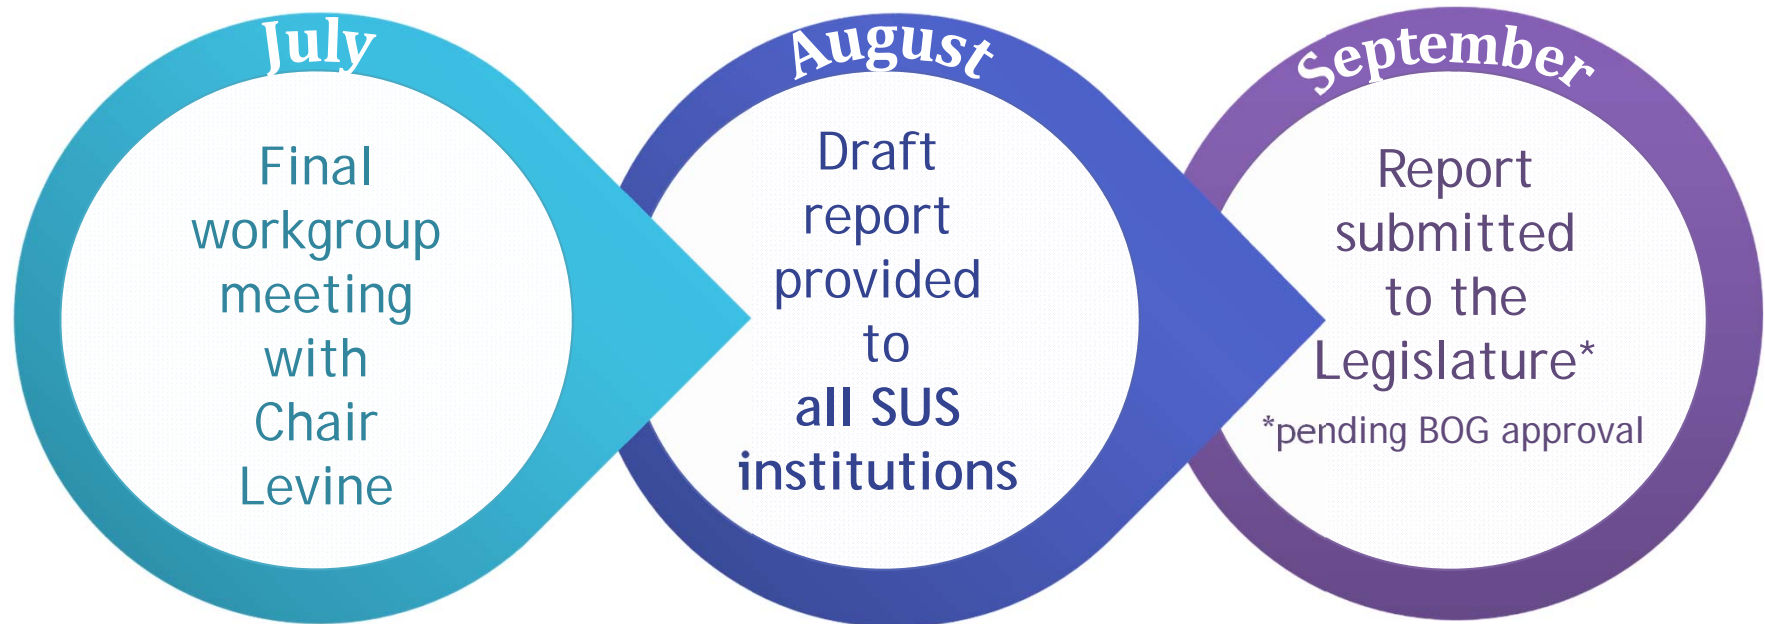 July
Final
workgroup
meeting
with
Chair
Levine
August
Draft
report
provided
to
all SUS
institutions
September
Report
submitted
to the
Legislature*
*pending BOG approval